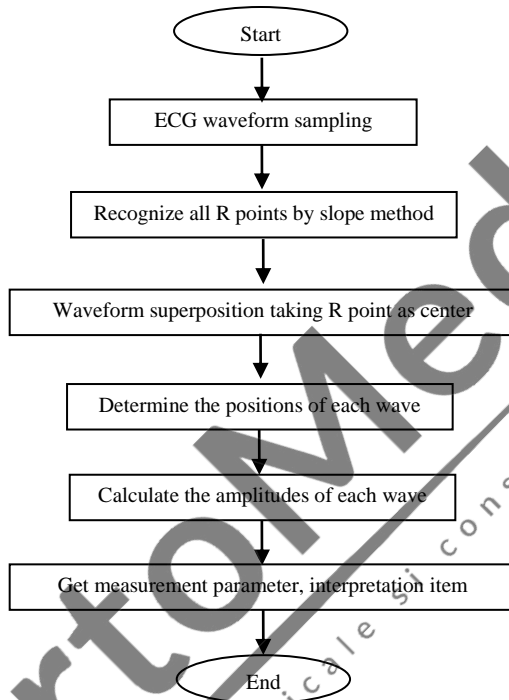 Start
ECG waveform sampling
Recognize all R points by slope method
Waveform superposition taking R point as center
Determine the positions of each wave
Calculate the amplitudes of each wave
Get measurement parameter, interpretation item
End